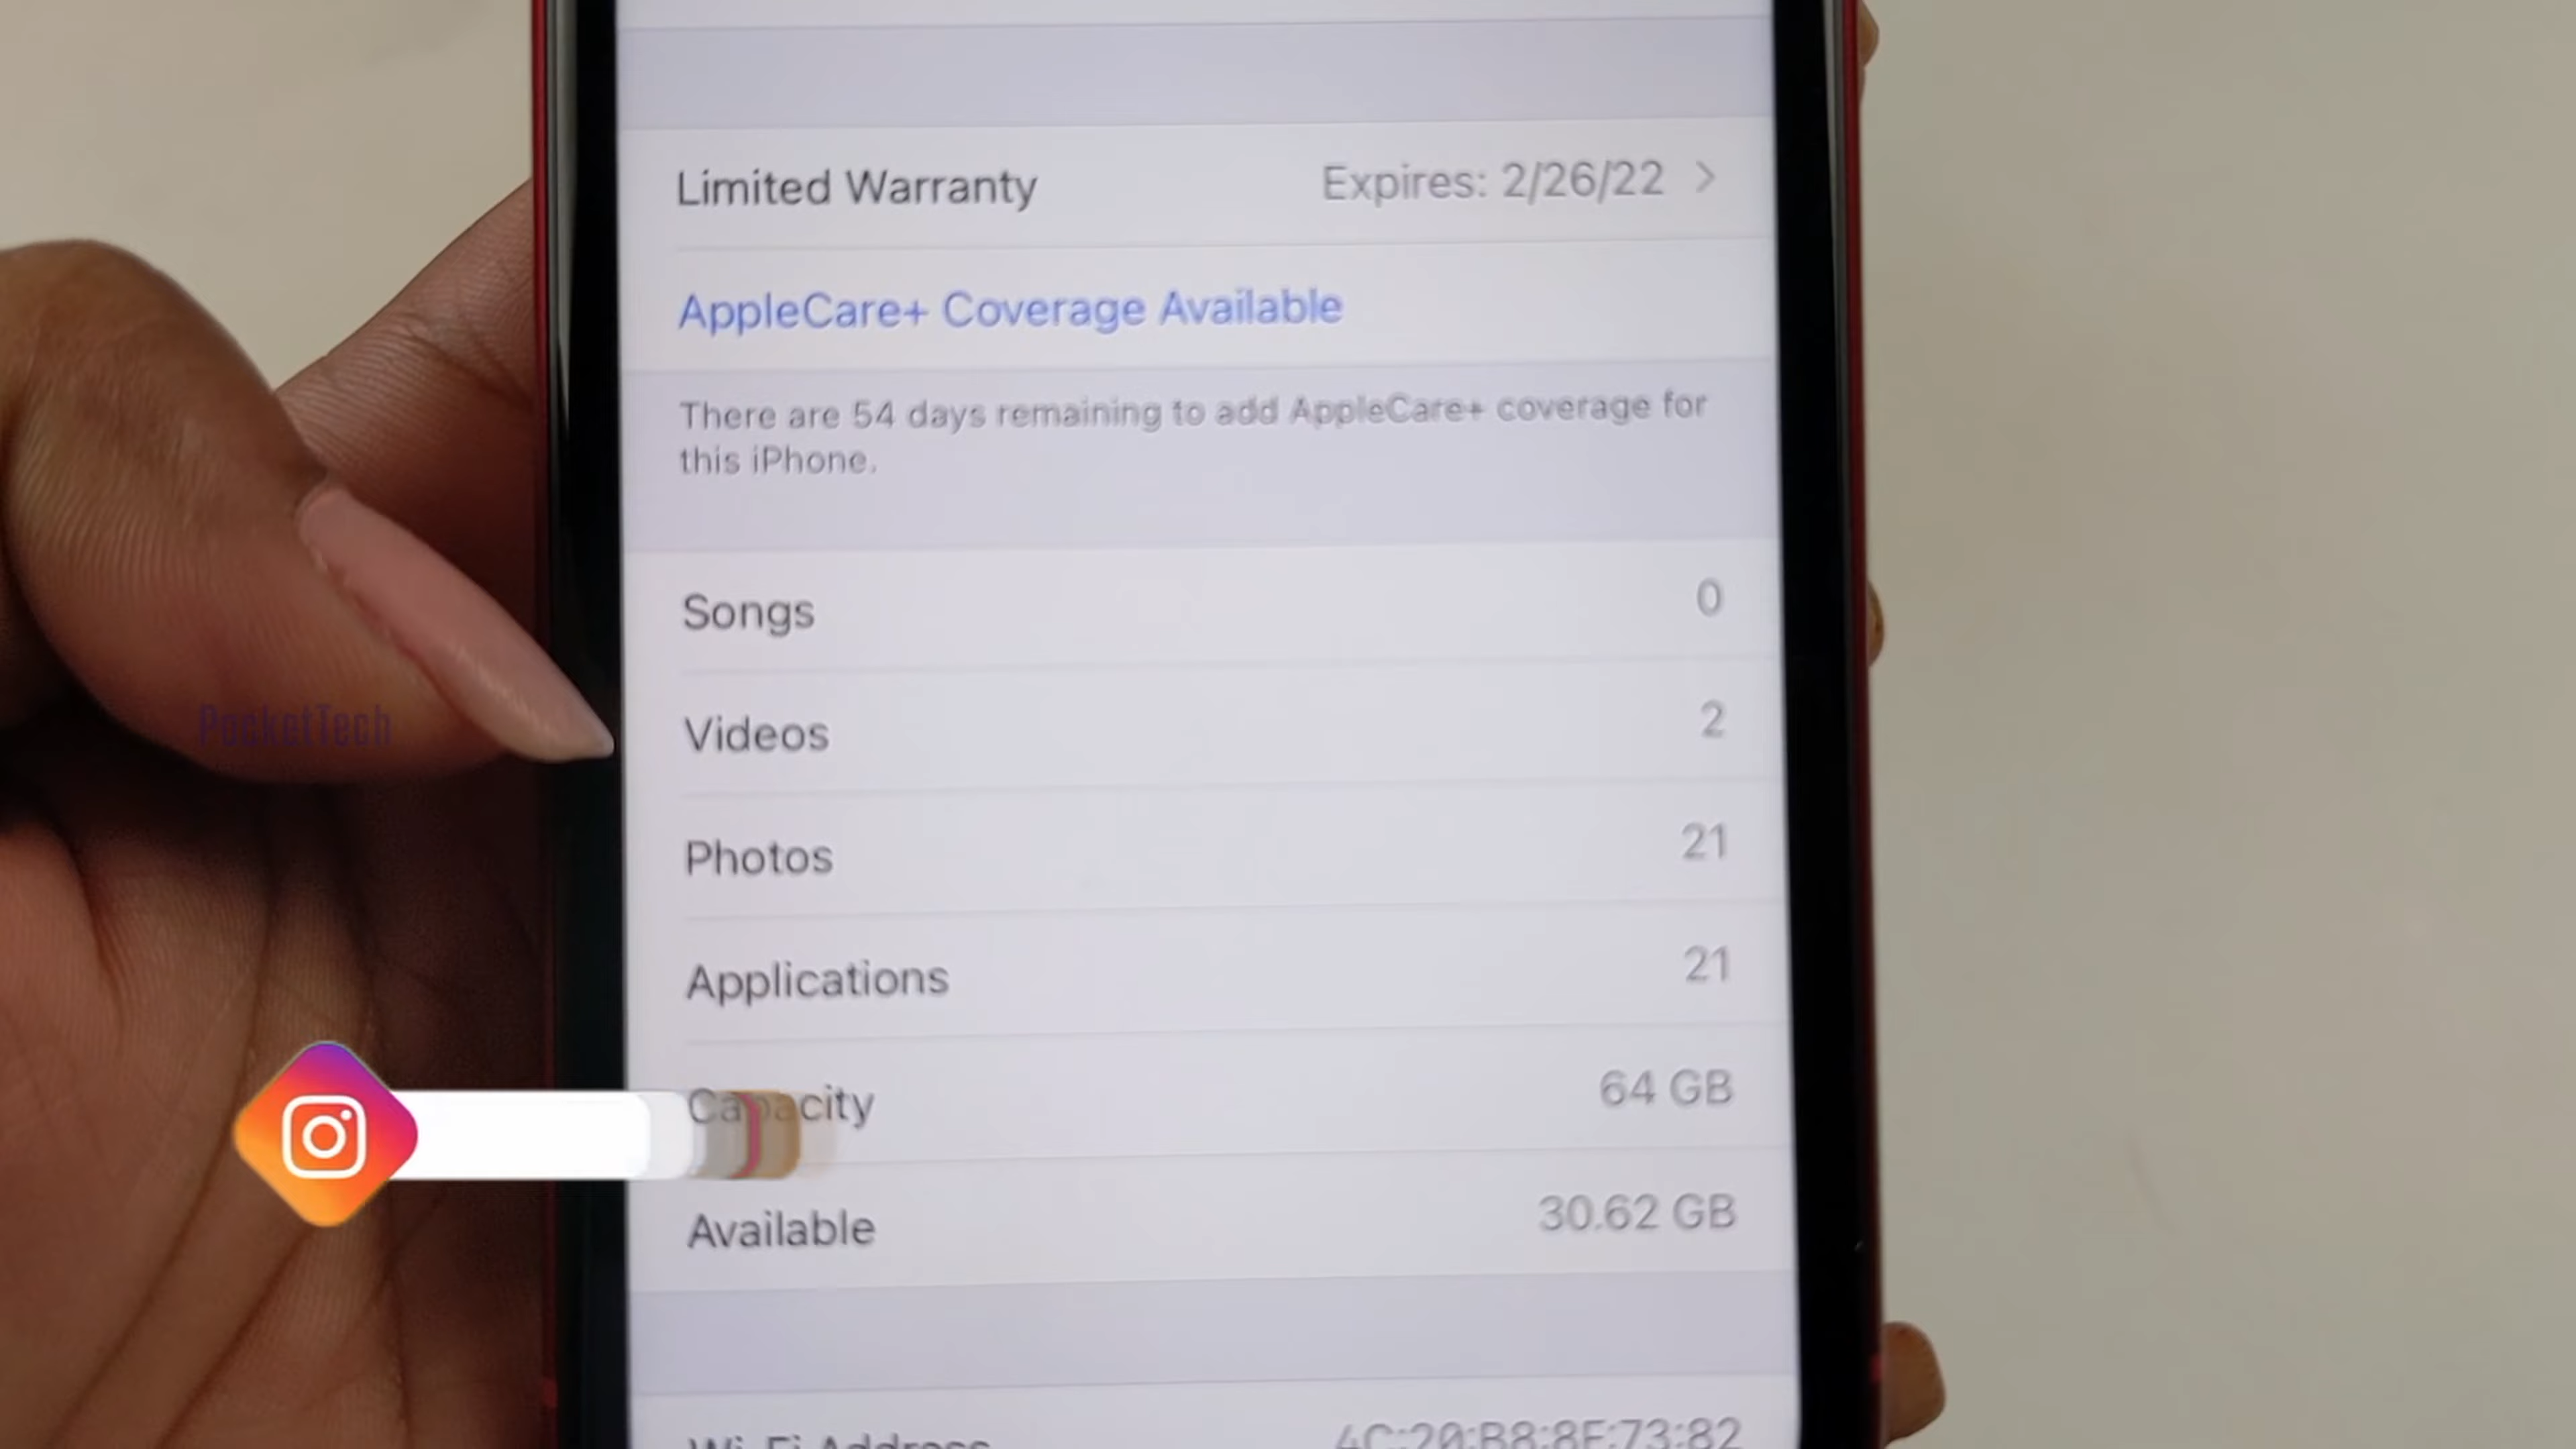 Limited Warranty Expires: 2/26/22
AppleCare+ Coverage Available
There are 54 days remaining to add AppleCare+ coverage for
this iPhone.
Songs 0
Videos 2
Photos 21
Applications 21
Capacity 64 GB
Available 30.62 GB
Wi-Fi Address 4C:20:B8:8F:73:82
PocketTech